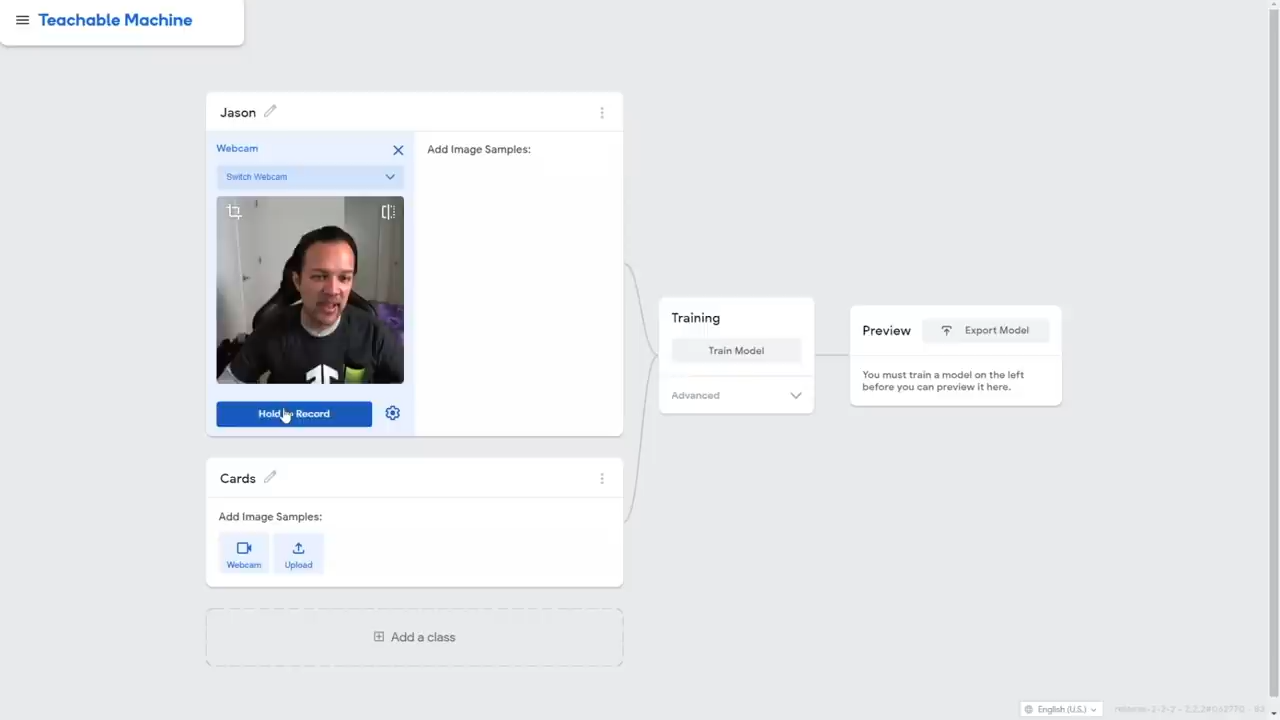 Teachable Machine
Jason
Webcam
Switch Webcam
Add Image Samples:
Hold Record
Training
Train Model
Advanced
Preview
Export Model
You must train a model on the left
before you can preview it here.
Cards
Add Image Samples:
Webcam
Upload
Add a class
English (U.S.)